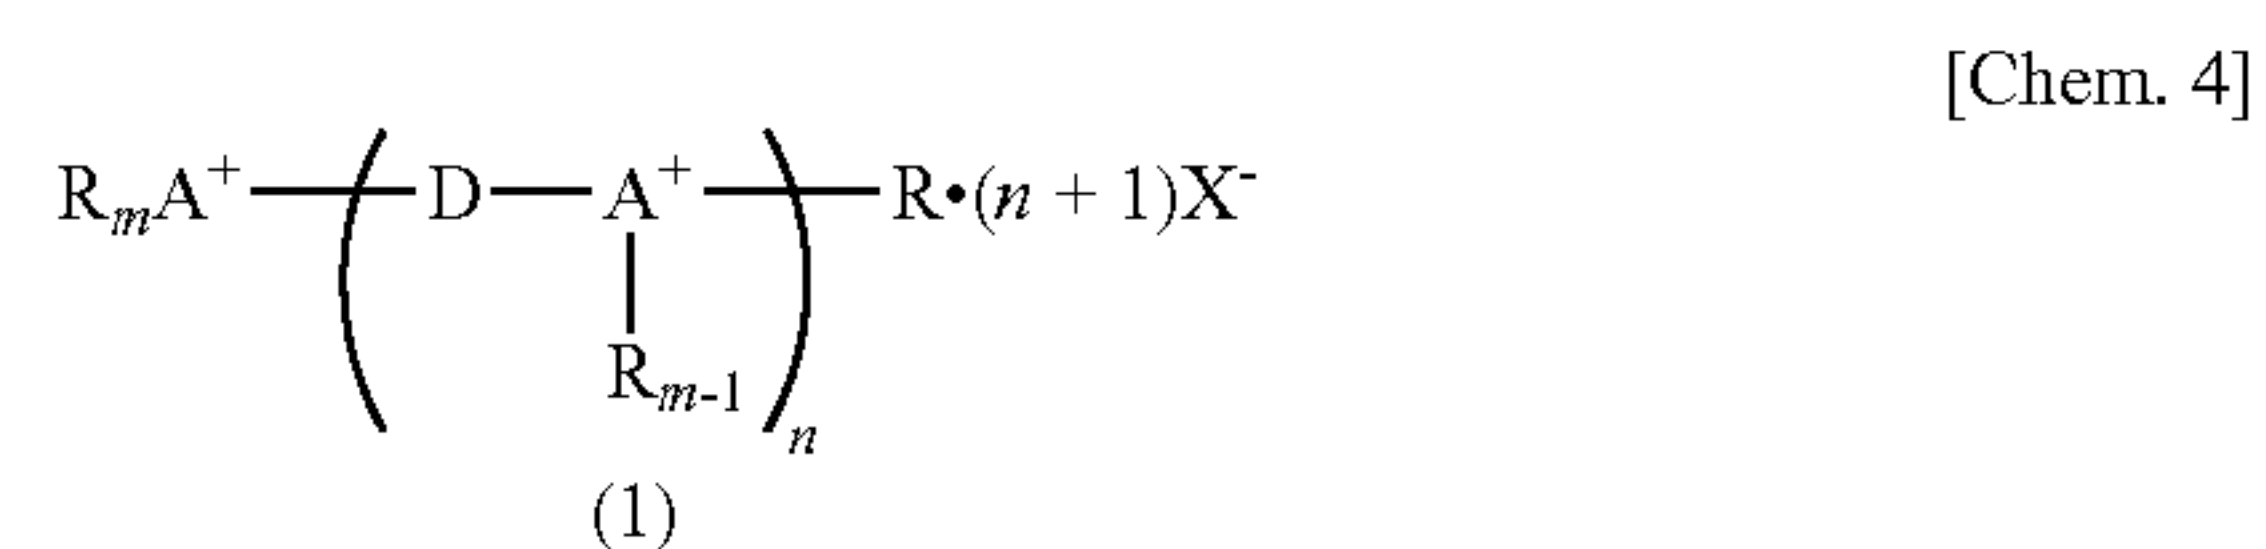 [Chem. 4]
RmA+ D A+ R•(n + 1)X-
Rm-1
n
(1)